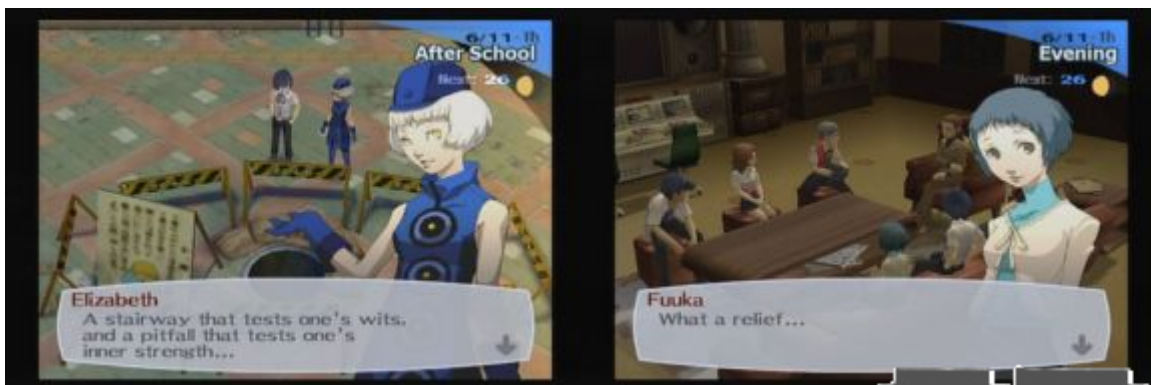 6/11·Th
After School
Next: 26
Elizabeth
A stairway that tests one's wits,
and a pitfall that tests one's
inner strength...
6/11·Th
Evening
Next: 26
Fuuka
What a relief...